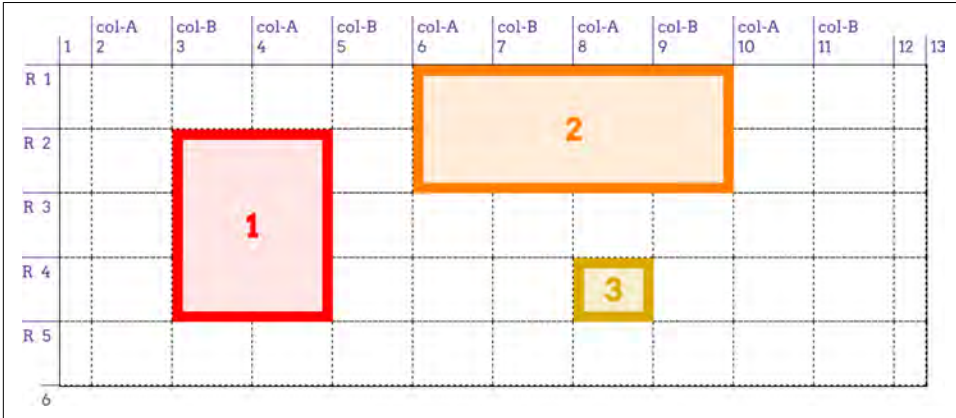 col-A col-B col-A col-B col-A col-B col-A col-B col-A col-B
1 2 3 4 5 6 7 8 9 10 11 12 13
R 1
2
R 2
R 3
1
R 4
3
R 5
6